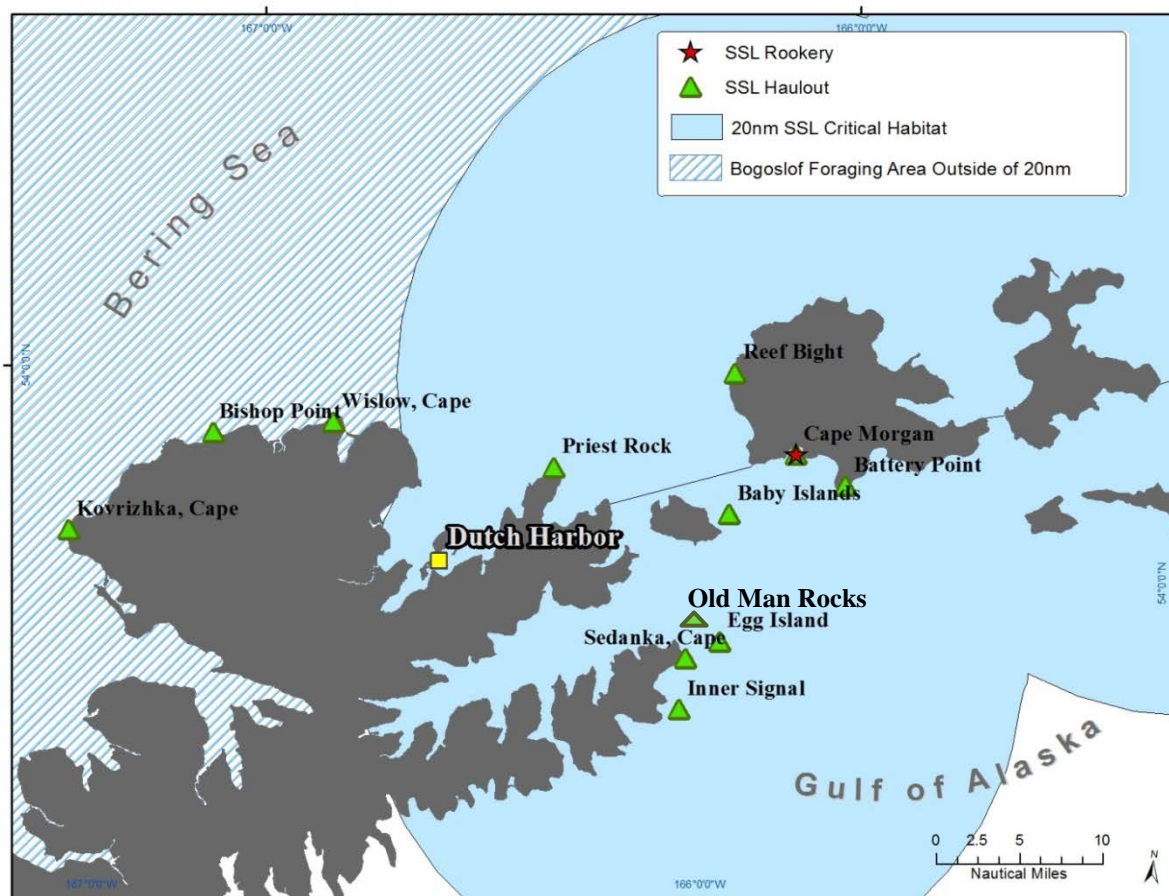 167°0'0"W
166°0'0"W
SSL Rookery
SSL Haulout
20nm SSL Critical Habitat
Bogoslof Foraging Area Outside of 20nm
Bering Sea
54°0'0"N
Reef Bight
Wislow, Cape
Bishop Point
Cape Morgan
Priest Rock
Battery Point
Baby Islands
Kovrizhka, Cape
Dutch Harbor
54°0'0"N
Old Man Rocks
Egg Island
Sedanka, Cape
Inner Signal
Gulf of Alaska
0 2.5 5 10
Nautical Miles
N
167°0'0"W
166°0'0"W